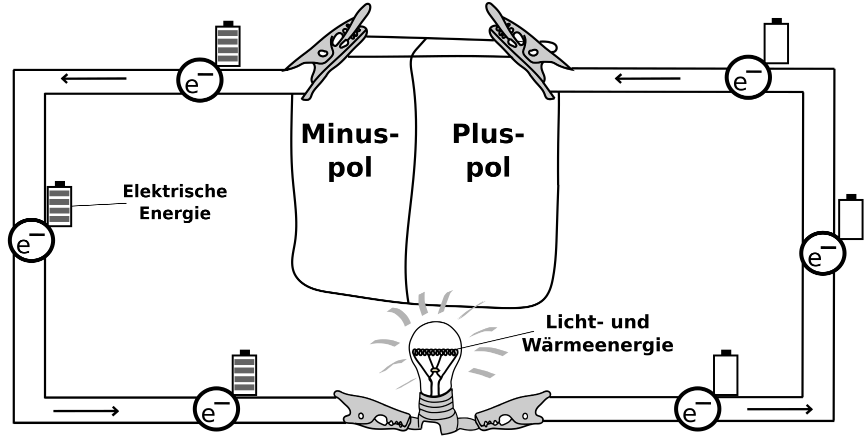 e−
e−
Minus-
pol
Plus-
pol
Elektrische
Energie
e−
e−
Licht- und
Wärmeenergie
e−
e−